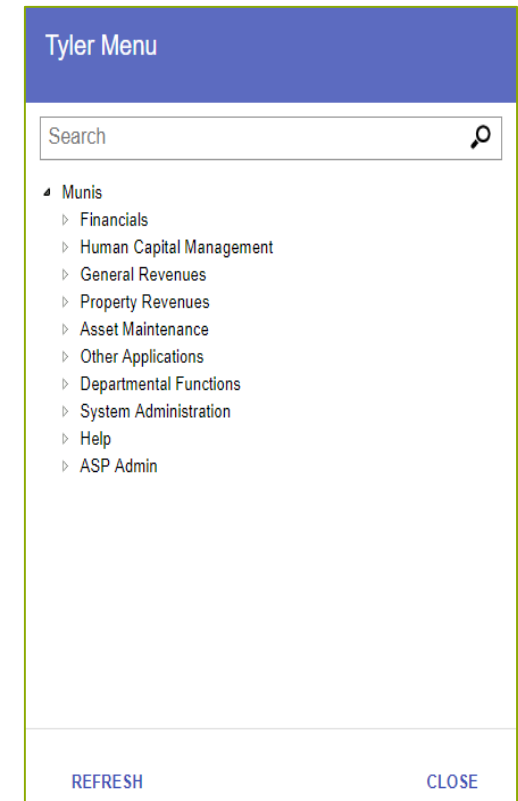 Tyler Menu
Search
Munis
Financials
Human Capital Management
General Revenues
Property Revenues
Asset Maintenance
Other Applications
Departmental Functions
System Administration
Help
ASP Admin
REFRESH CLOSE